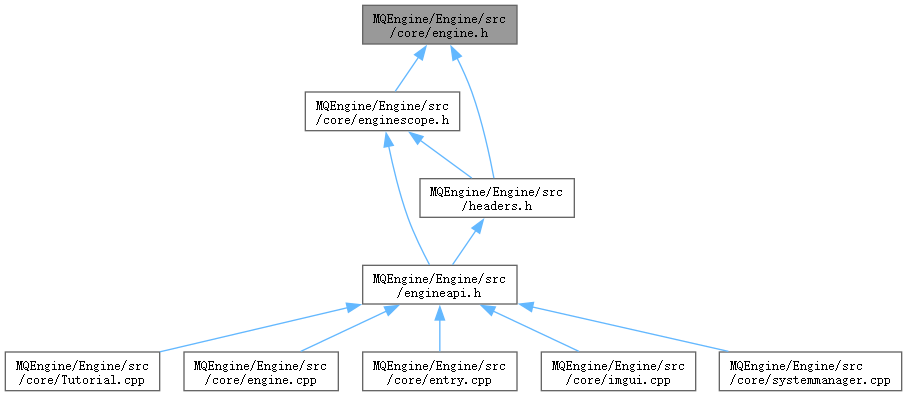 MQEngine/Engine/src
/core/engine.h
MQEngine/Engine/src
/core/enginescope.h
MQEngine/Engine/src
/headers.h
MQEngine/Engine/src
/engineapi.h
MQEngine/Engine/src
/core/Tutorial.cpp
MQEngine/Engine/src
/core/engine.cpp
MQEngine/Engine/src
/core/entry.cpp
MQEngine/Engine/src
/core/imgui.cpp
MQEngine/Engine/src
/core/systemmanager.cpp